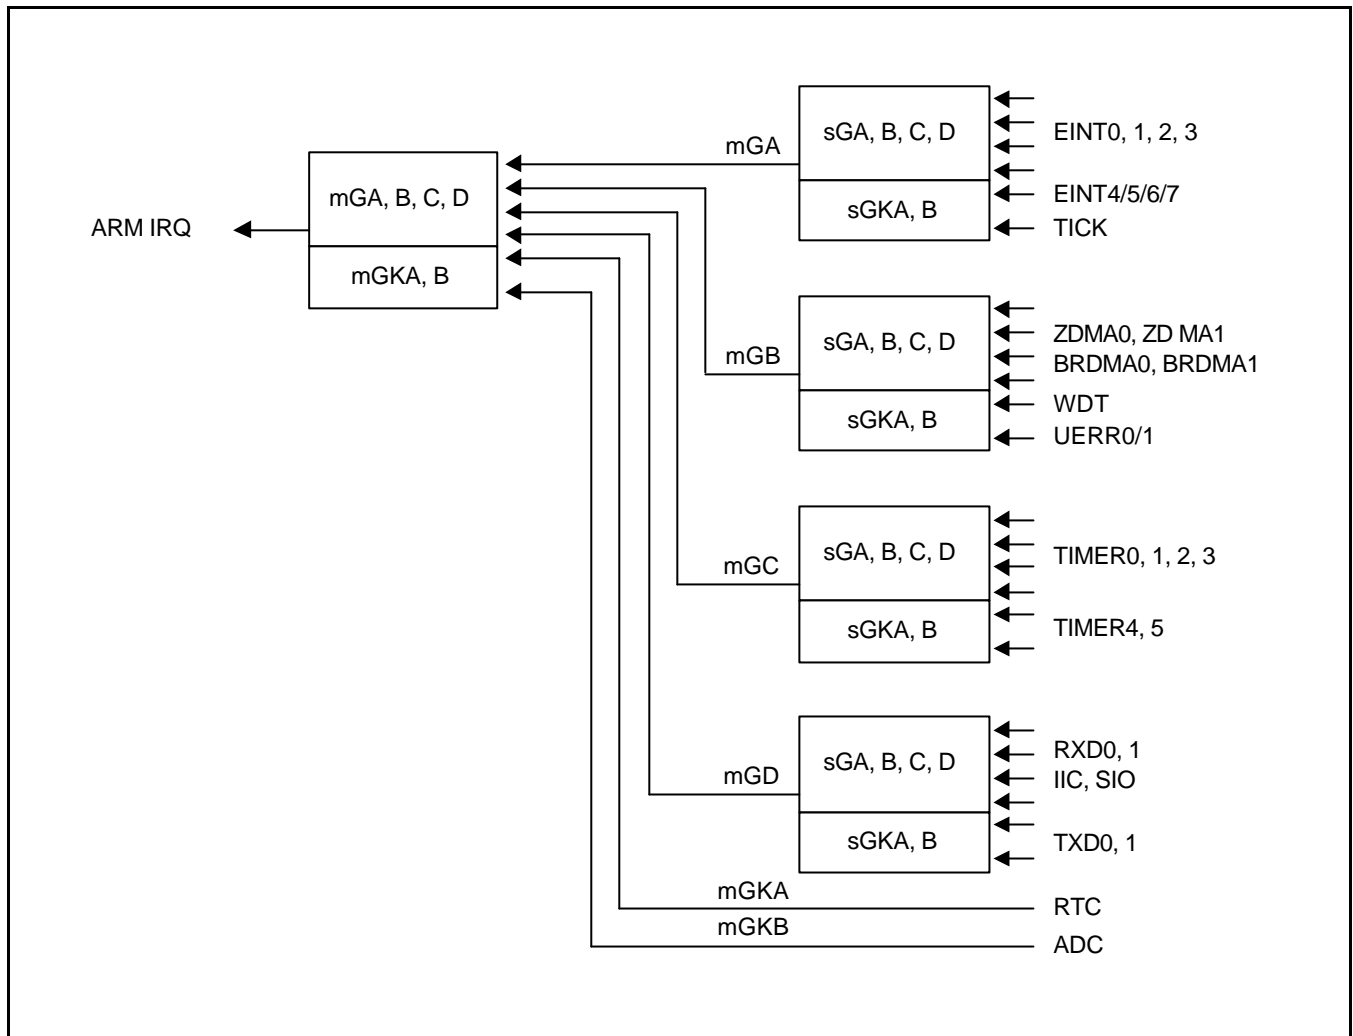 ARM IRQ
mGA, B, C, D
mGKA, B
mGA
sGA, B, C, D
sGKA, B
EINT0, 1, 2, 3
EINT4/5/6/7
TICK
mGB
sGA, B, C, D
sGKA, B
ZDMA0, ZD MA1
BRDMA0, BRDMA1
WDT
UERR0/1
mGC
sGA, B, C, D
sGKA, B
TIMER0, 1, 2, 3
TIMER4, 5
mGD
sGA, B, C, D
sGKA, B
RXD0, 1
IIC, SIO
TXD0, 1
mGKA
RTC
mGKB
ADC